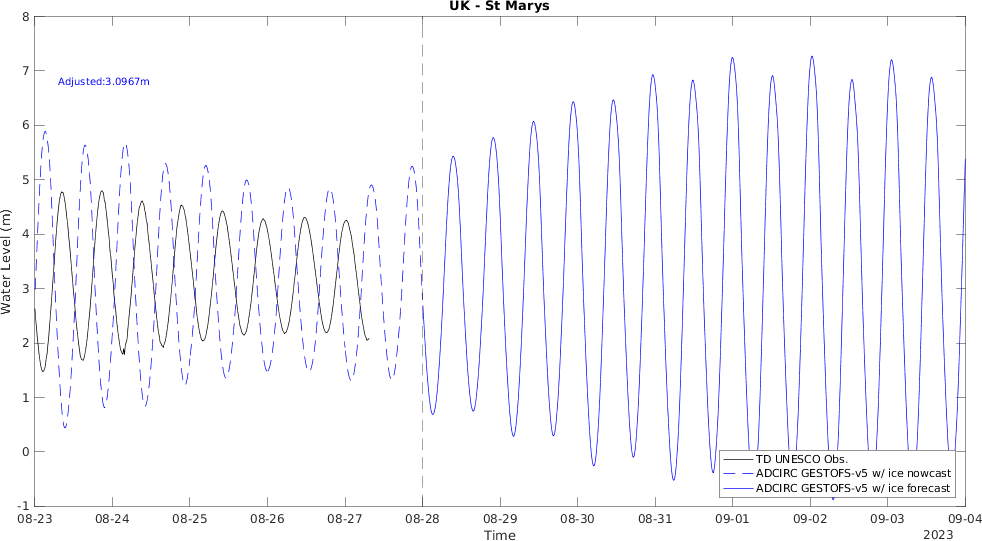 UK - St Marys
Adjusted:3.0967m
Water Level (m)
8
7
6
5
4
3
2
1
0
-1
TD UNESCO Obs.
ADCIRC GESTOFS-v5 w/ ice nowcast
ADCIRC GESTOFS-v5 w/ ice forecast
08-23 08-24 08-25 08-26 08-27 08-28 08-29 08-30 08-31 09-01 09-02 09-03 09-04
Time
2023